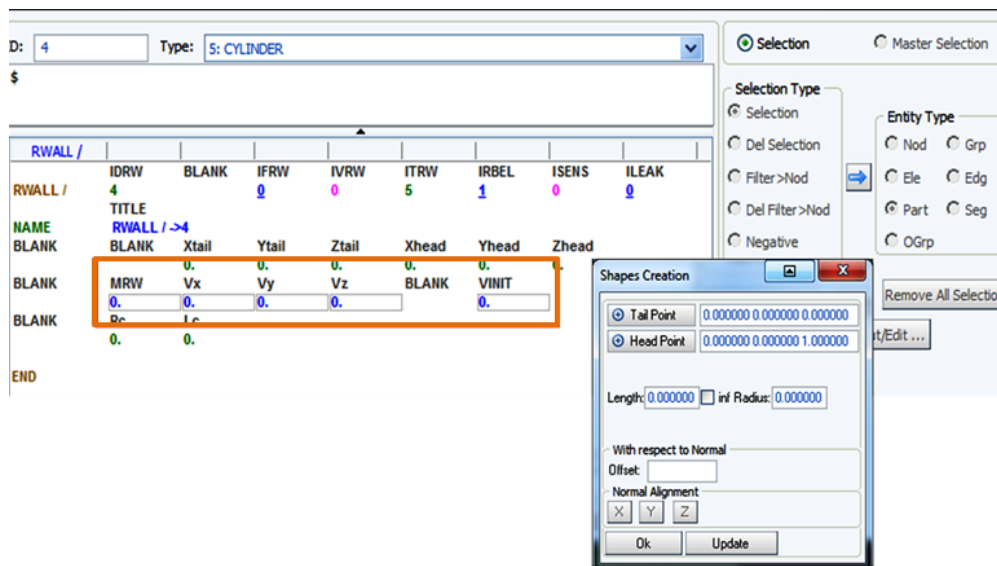 D: 4 Type: 5: CYLINDER
$
RWALL /
IDRW BLANK IFRW IVRW ITRW IRBEL ISENS ILEAK
RWALL / 4 0 0 5 1 0 0
TITLE
NAME RWALL / ->4
BLANK BLANK Xtail Ytail Ztail Xhead Yhead Zhead
0. 0. 0. 0. 0. 0.
BLANK MRW Vx Vy Vz BLANK VINIT
0. 0. 0. 0. 0.
BLANK Rc Lc
0. 0.
END
Selection Master Selection
Selection Type
Selection
Del Selection
Filter>Nod
Del Filter>Nod
Negative
Entity Type
Nod Grp
Ele Edg
Part Seg
OGrp
Remove All Selectio
t/Edit ...
Shapes Creation
Tail Point 0.000000 0.000000 0.000000
Head Point 0.000000 0.000000 1.000000
Length: 0.000000 inf Radius: 0.000000
With respect to Normal
Offset:
Normal Alignment
X Y Z
Ok Update